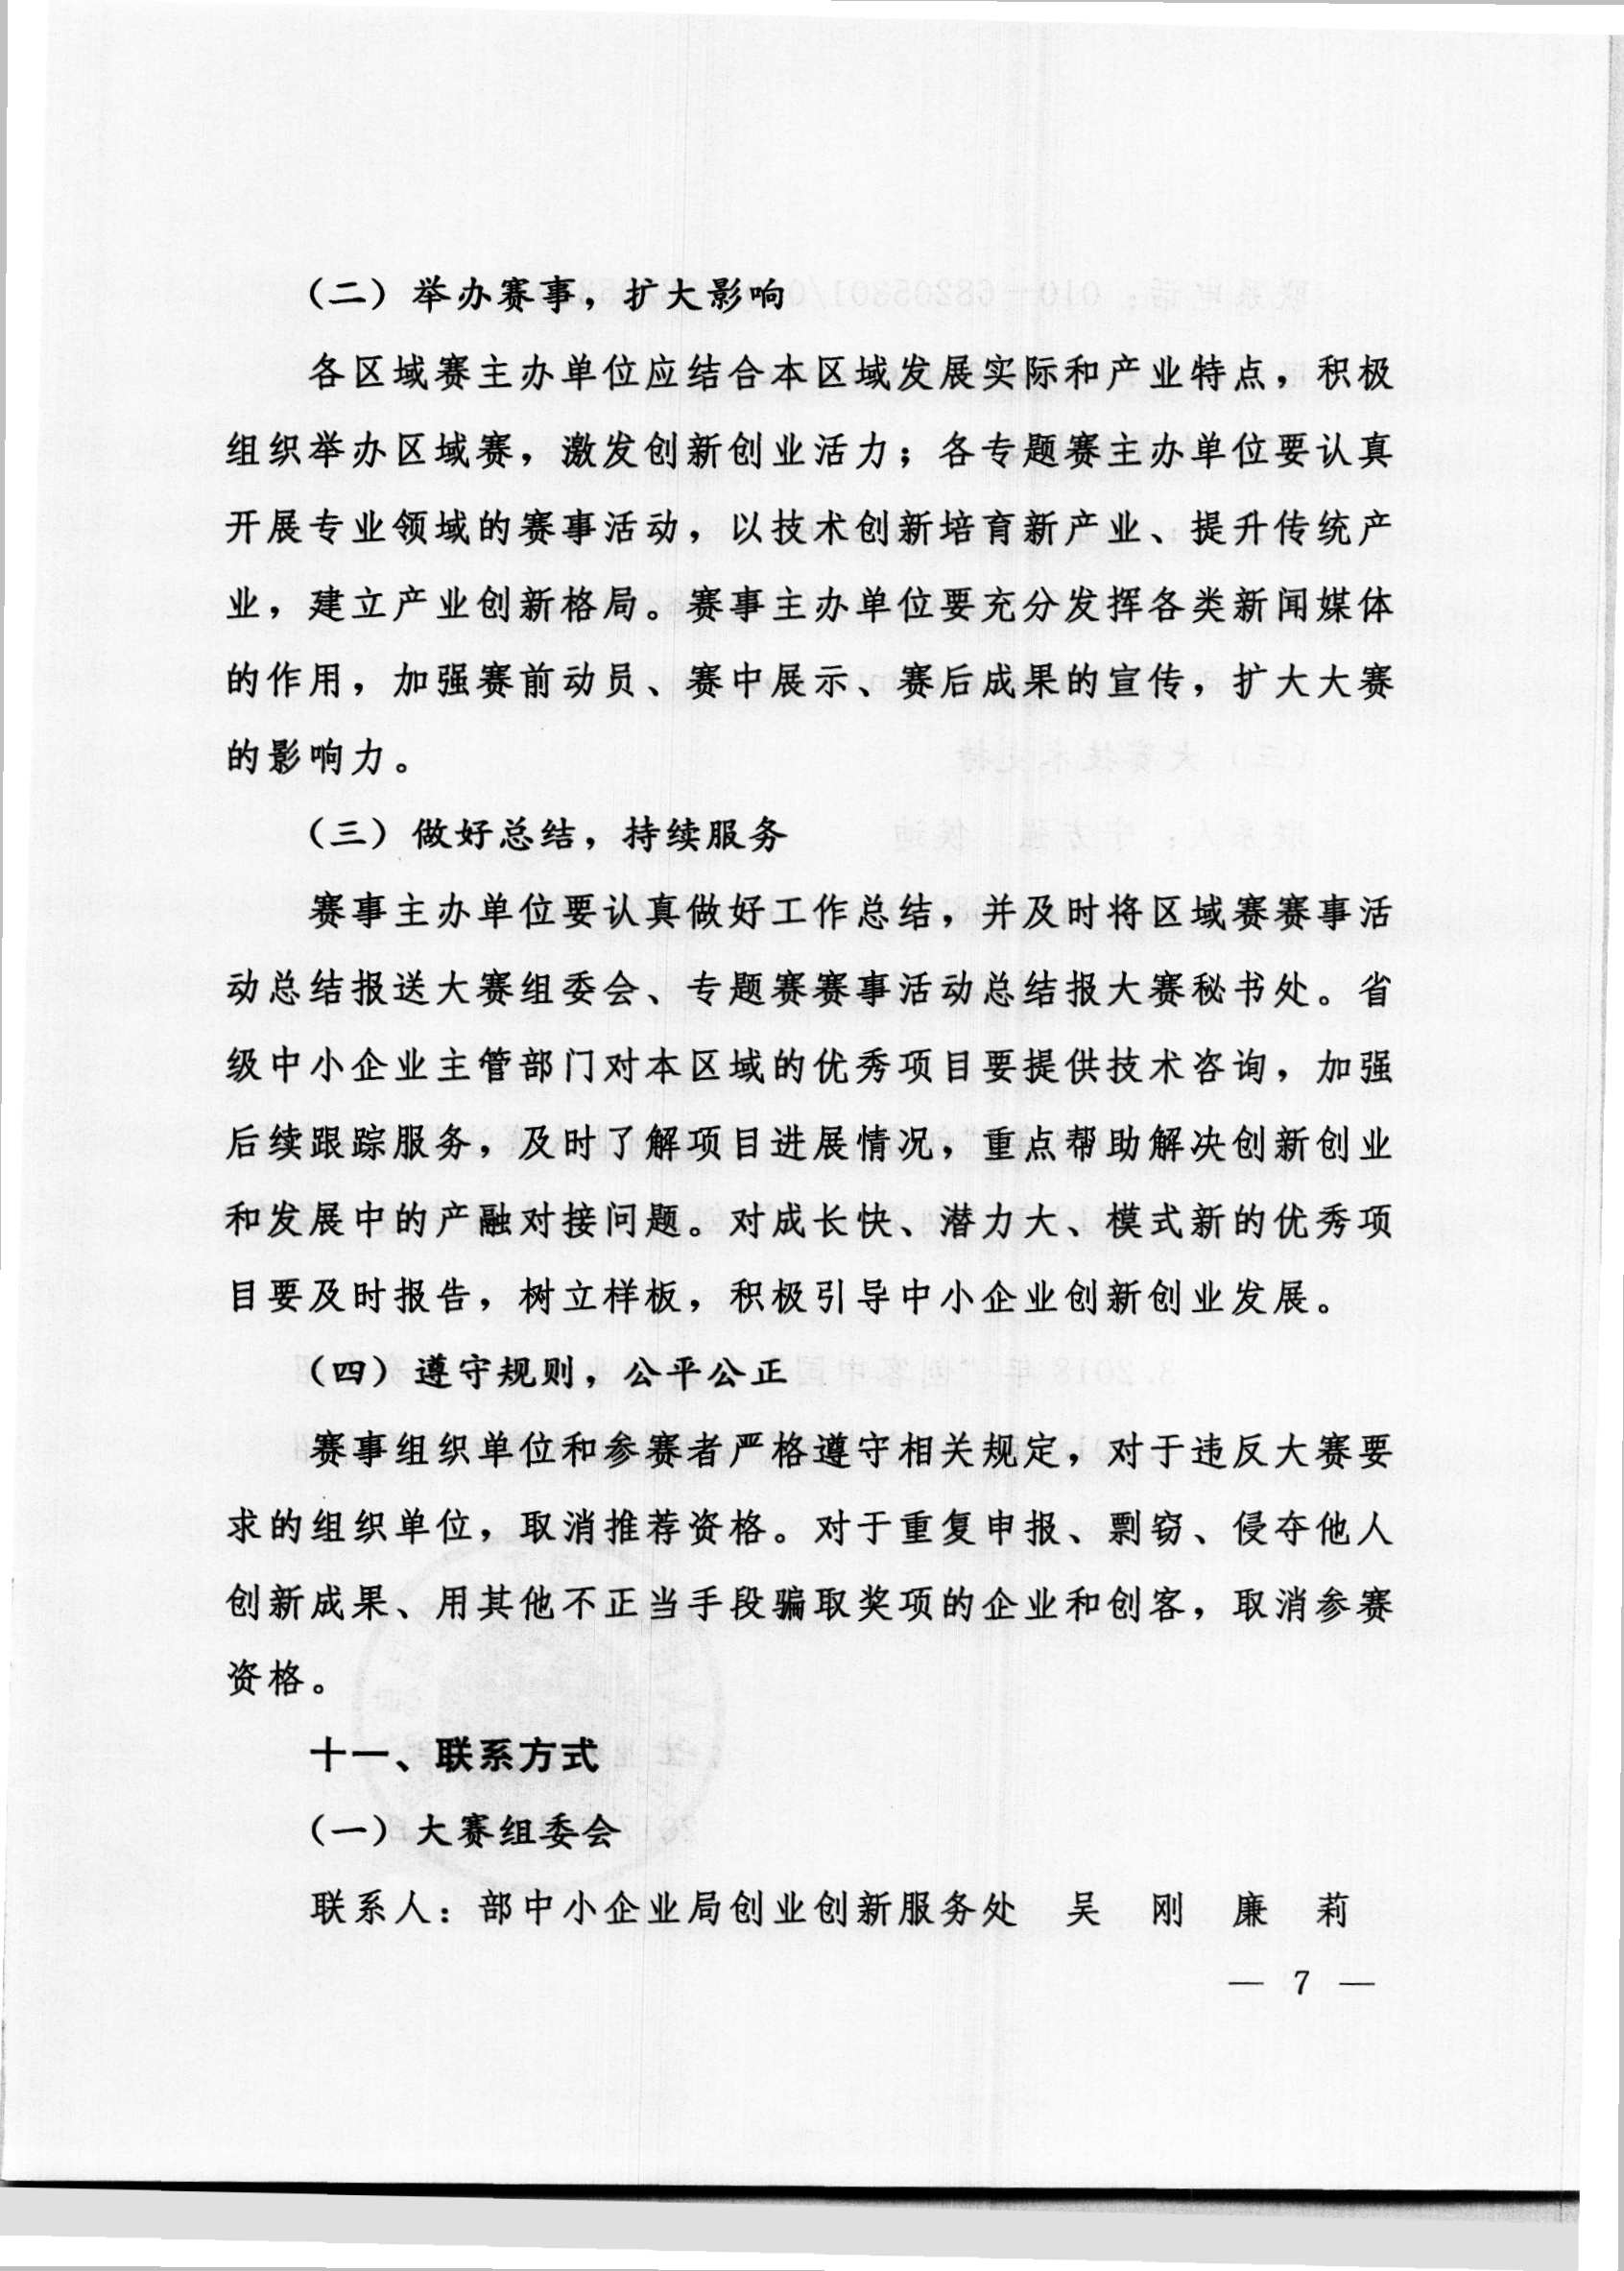 （二）举办赛事，扩大影响
各区域赛主办单位应结合本区域发展实际和产业特点，积极
组织举办区域赛，激发创新创业活力；各专题赛主办单位要认真
开展专业领域的赛事活动，以技术创新培育新产业、提升传统产
业，建立产业创新格局。赛事主办单位要充分发挥各类新闻媒体
的作用，加强赛前动员、赛中展示、赛后成果的宣传，扩大大赛
的影响力。
（三）做好总结，持续服务
赛事主办单位要认真做好工作总结，并及时将区域赛赛事活
动总结报送大赛组委会、专题赛赛事活动总结报大赛秘书处。省
级中小企业主管部门对本区域的优秀项目要提供技术咨询，加强
后续跟踪服务，及时了解项目进展情况，重点帮助解决创新创业
和发展中的产融对接问题。对成长快、潜力大、模式新的优秀项
目要及时报告，树立样板，积极引导中小企业创新创业发展。
（四）遵守规则，公平公正
赛事组织单位和参赛者严格遵守相关规定，对于违反大赛要
求的组织单位，取消推荐资格。对于重复申报、剽窃、侵夺他人
创新成果、用其他不正当手段骗取奖项的企业和创客，取消参赛
资格。
十一、联系方式
（一）大赛组委会
联系人：部中小企业局创业创新服务处　吴　刚　廉　莉
— 7 —